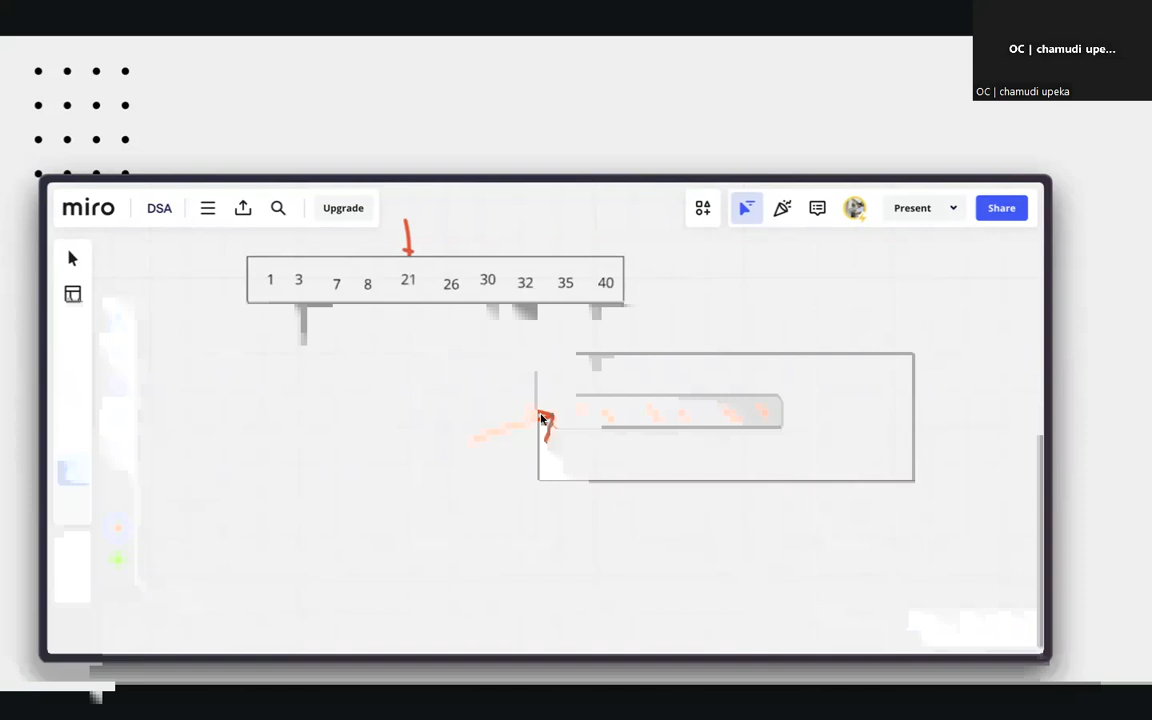 OC | chamudi upe...
OC | chamudi upeka
miro DSA Upgrade Present Share
1 3 7 8 21 26 30 32 35 40